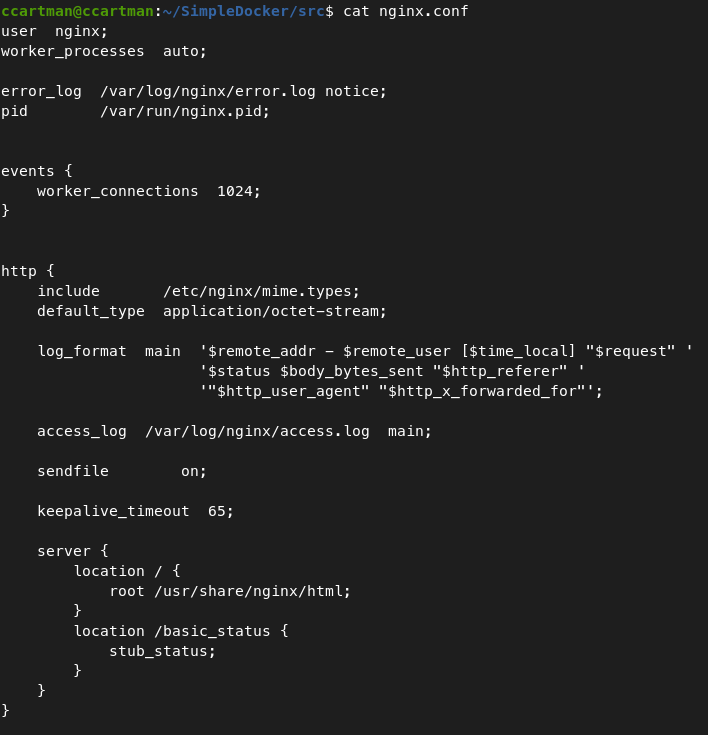 ccartman@ccartman:~/SimpleDocker/src$ cat nginx.conf
user  nginx;
worker_processes  auto;

error_log  /var/log/nginx/error.log notice;
pid        /var/run/nginx.pid;


events {
    worker_connections  1024;
}


http {
    include       /etc/nginx/mime.types;
    default_type  application/octet-stream;

    log_format  main  '$remote_addr - $remote_user [$time_local] "$request" '
                      '$status $body_bytes_sent "$http_referer" '
                      '"$http_user_agent" "$http_x_forwarded_for"';

    access_log  /var/log/nginx/access.log  main;

    sendfile        on;

    keepalive_timeout  65;

    server {
        location / {
            root /usr/share/nginx/html;
        }
        location /basic_status {
            stub_status;
        }
    }
}